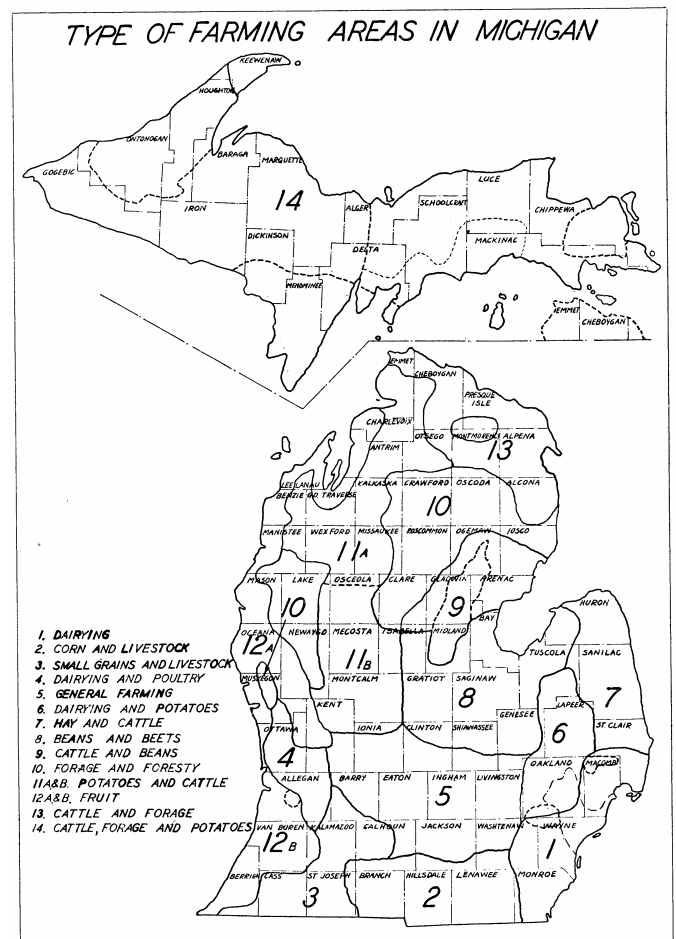 TYPE OF FARMING AREAS IN MICHIGAN
KEEWENAW
HOUGHTON
ONTONOGAN
BARAGA
MARQUETTE
GOGEBIC
LUCE
IRON
14
ALGER
SCHOOLCRAFT
CHIPPEWA
DICKINSON
MACKINAC
DELTA
MENOMINEE
EMMET
CHEBOYGAN
EMMET
CHEBOYGAN
PRESQUE
ISLE
CHARLEVOIX
OTSEGO
MONTMORENCY
ALPENA
ANTRIM
13
LEELANAU
KALKASKA
CRAWFORD
OSCODA
ALCONA
BENZIE
GD. TRAVERSE
10
MANISTEE
WEXFORD
MISSAUKEE
ROSCOMMON
OGEMAW
IOSCO
11A
MASON
LAKE
OSCEOLA
CLARE
GLADWIN
ARENAC
10
9
HURON
BAY
OCEANA
NEWAYGO
MECOSTA
ISABELLA
MIDLAND
12A
11B
TUSCOLA
SANILAC
MUSKEGON
MONTCALM
GRATIOT
SAGINAW
8
7
KENT
LAPEER
GENESEE
OTTAWA
IONIA
CLINTON
SHIAWASSEE
6
ST CLAIR
4
OAKLAND
MACOMB
ALLEGAN
BARRY
EATON
INGHAM
LIVINGSTON
5
VAN BUREN
KALAMAZOO
CALHOUN
JACKSON
WASHTENAW
WAYNE
12B
1
BERRIEN
CASS
ST JOSEPH
BRANCH
HILLSDALE
LENAWEE
MONROE
3
2
1. DAIRYING
2. CORN AND LIVESTOCK
3. SMALL GRAINS AND LIVESTOCK
4. DAIRYING AND POULTRY
5. GENERAL FARMING
6. DAIRYING AND POTATOES
7. HAY AND CATTLE
8. BEANS AND BEETS
9. CATTLE AND BEANS
10. FORAGE AND FORESTY
11A&B. POTATOES AND CATTLE
12A&B. FRUIT
13. CATTLE AND FORAGE
14. CATTLE, FORAGE AND POTATOES